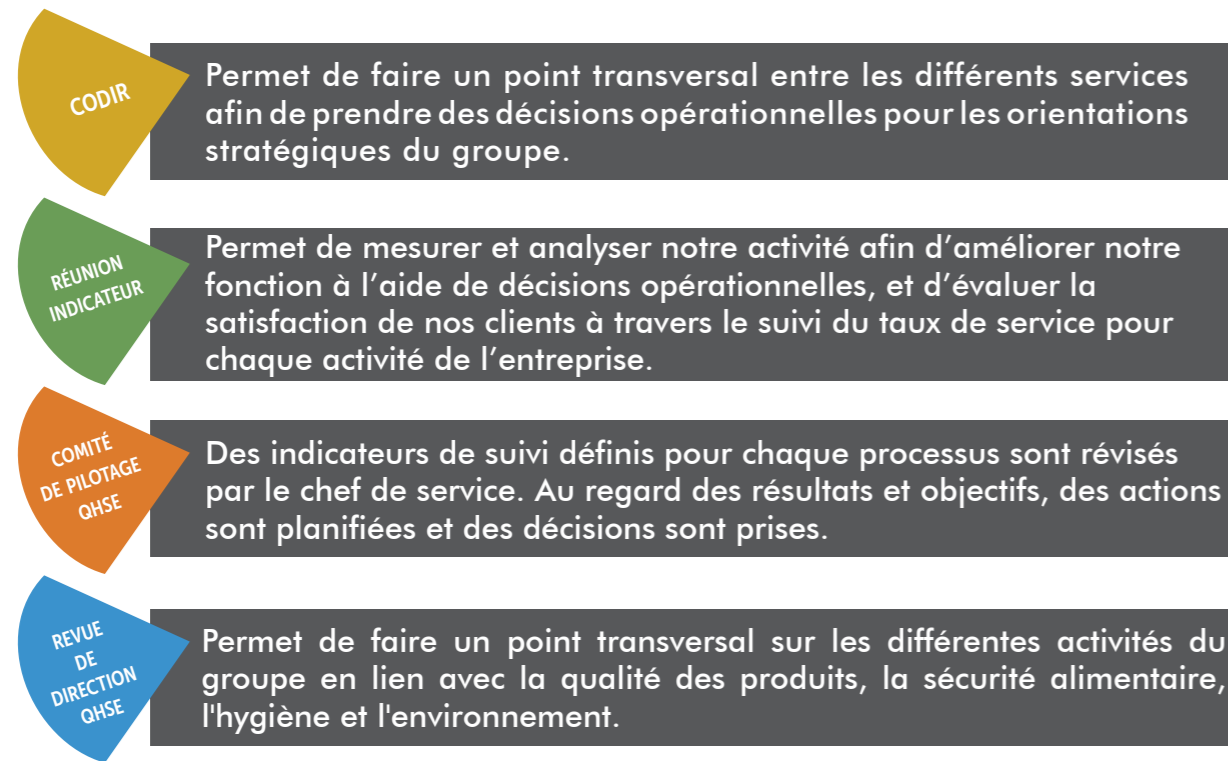 CODIR
Permet de faire un point transversal entre les différents services
afin de prendre des décisions opérationnelles pour les orientations
stratégiques du groupe.
RÉUNION
INDICATEUR
Permet de mesurer et analyser notre activité afin d’améliorer notre
fonction à l’aide de décisions opérationnelles, et d’évaluer la
satisfaction de nos clients à travers le suivi du taux de service pour
chaque activité de l’entreprise.
COMITÉ
DE PILOTAGE
QHSE
Des indicateurs de suivi définis pour chaque processus sont révisés
par le chef de service. Au regard des résultats et objectifs, des actions
sont planifiées et des décisions sont prises.
REVUE
DE
DIRECTION
QHSE
Permet de faire un point transversal sur les différentes activités du
groupe en lien avec la qualité des produits, la sécurité alimentaire,
l'hygiène et l'environnement.